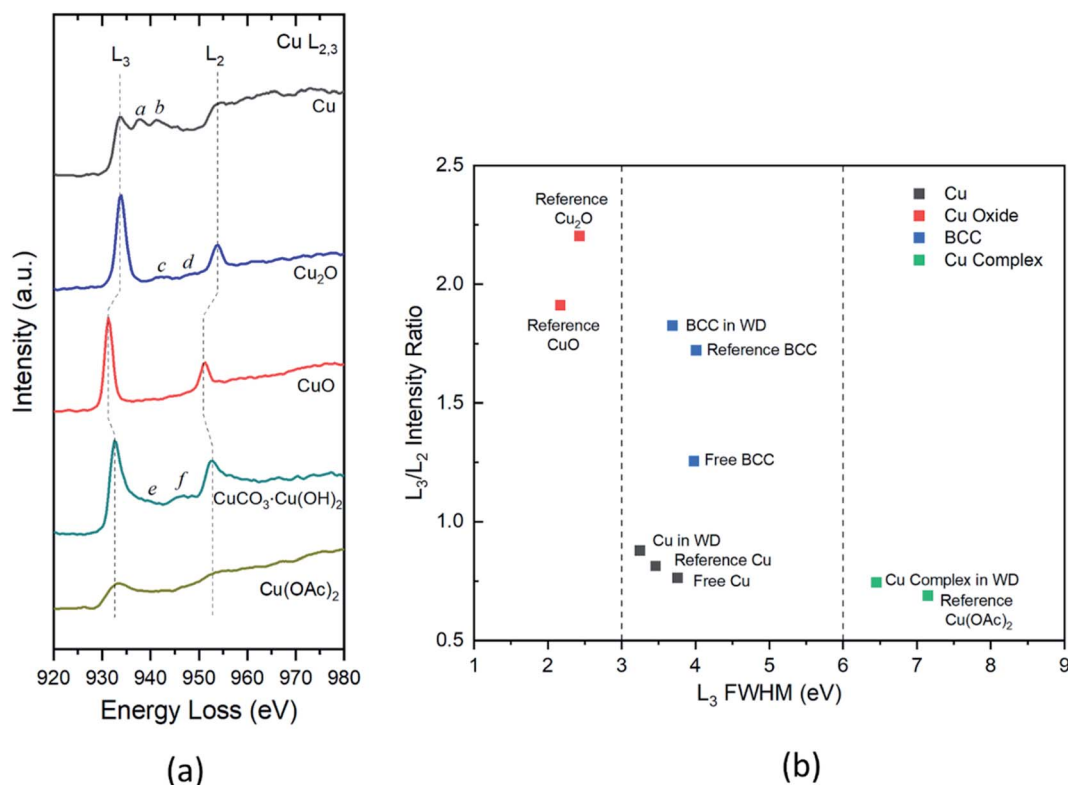 Cu L₂,₃
L₃
L₂
a
b
Cu
c
d
Cu₂O
CuO
e
f
CuCO₃·Cu(OH)₂
Cu(OAc)₂
Intensity (a.u.)
920 930 940 950 960 970 980
Energy Loss (eV)
(a)
2.5
2.0
1.5
1.0
0.5
L₃/L₂ Intensity Ratio
Cu
Cu Oxide
BCC
Cu Complex
Reference
Cu₂O
Reference
CuO
BCC in WD
Reference BCC
Free BCC
Cu in WD
Reference Cu
Free Cu
Cu Complex in WD
Reference
Cu(OAc)₂
1 2 3 4 5 6 7 8 9
L₃ FWHM (eV)
(b)